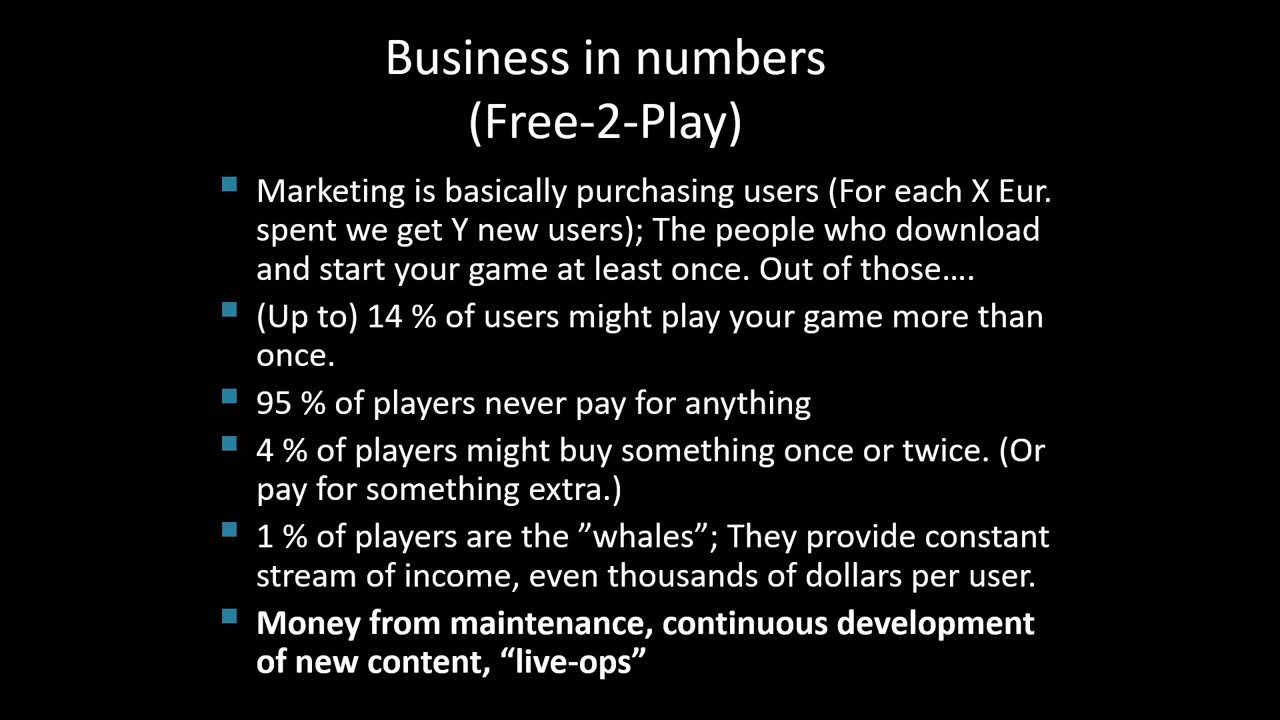 Business in numbers
(Free-2-Play)
Marketing is basically purchasing users (For each X Eur.
spent we get Y new users); The people who download
and start your game at least once. Out of those….
(Up to) 14 % of users might play your game more than
once.
95 % of players never pay for anything
4 % of players might buy something once or twice. (Or
pay for something extra.)
1 % of players are the ”whales”; They provide constant
stream of income, even thousands of dollars per user.
Money from maintenance, continuous development
of new content, “live-ops”